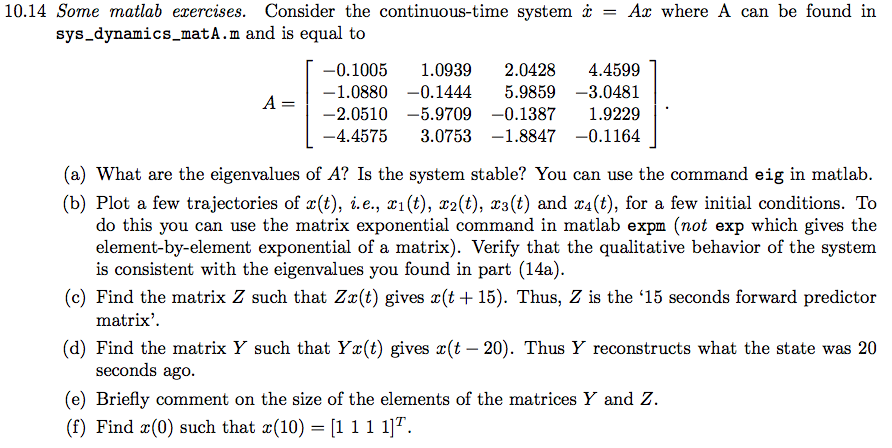 10.14 Some matlab exercises. Consider the continuous-time system ẋ = Ax where A can be found in
sys_dynamics_matA.m and is equal to
A = [ −0.1005 1.0939 2.0428 4.4599
−1.0880 −0.1444 5.9859 −3.0481
−2.0510 −5.9709 −0.1387 1.9229
−4.4575 3.0753 −1.8847 −0.1164 ] .
(a) What are the eigenvalues of A? Is the system stable? You can use the command eig in matlab.
(b) Plot a few trajectories of x(t), i.e., x₁(t), x₂(t), x₃(t) and x₄(t), for a few initial conditions. To
do this you can use the matrix exponential command in matlab expm (not exp which gives the
element-by-element exponential of a matrix). Verify that the qualitative behavior of the system
is consistent with the eigenvalues you found in part (14a).
(c) Find the matrix Z such that Zx(t) gives x(t + 15). Thus, Z is the ‘15 seconds forward predictor
matrix’.
(d) Find the matrix Y such that Yx(t) gives x(t − 20). Thus Y reconstructs what the state was 20
seconds ago.
(e) Briefly comment on the size of the elements of the matrices Y and Z.
(f) Find x(0) such that x(10) = [1 1 1 1]ᵀ.